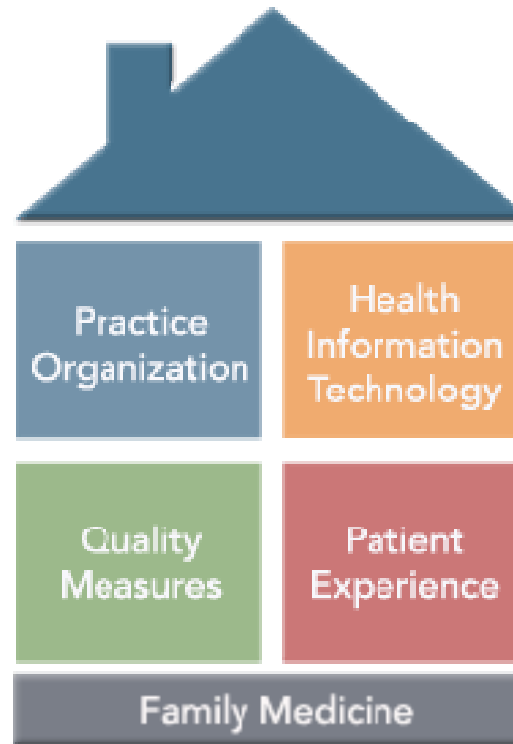 Practice
Organization
Health
Information
Technology
Quality
Measures
Patient
Experience
Family Medicine